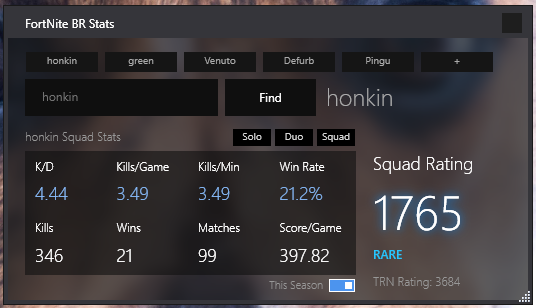 FortNite BR Stats
honkin green Venuto Defurb Pingu +
honkin Find honkin
honkin Squad Stats Solo Duo Squad
K/D Kills/Game Kills/Min Win Rate
4.44 3.49 3.49 21.2%
Kills Wins Matches Score/Game
346 21 99 397.82
This Season
Squad Rating
1765
RARE
TRN Rating: 3684